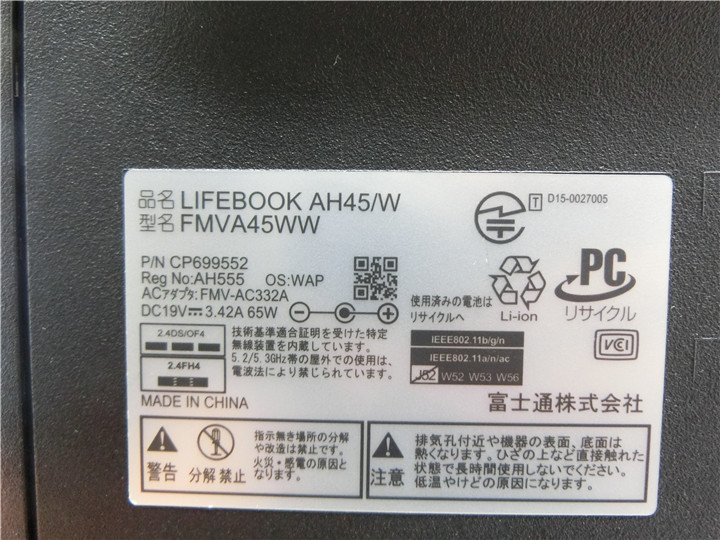 品名 LIFEBOOK AH45/W
型名 FMVA45WW
T D15-0027005
P/N CP699552
Reg No:AH555 OS:WAP
ACアダプタ: FMV-AC332A
DC19V⎓3.42A 65W
使用済みの電池は
リサイクルへ
Li-ion
PC
リサイクル
2.4DS/OF4
2.4FH4
技術基準適合証明を受けた特定
無線装置を内蔵しています。
5.2/5.3GHz帯の屋外での使用は、
電波法により禁じられています。
IEEE802.11b/g/n
IEEE802.11a/n/ac
J52 W52 W53 W56
VCI
MADE IN CHINA
富士通株式会社
警告
分解禁止
指示無き場所の分解
や改造は禁じます。
火災・感電の原因と
なります。
注意
排気孔付近や機器の表面、底面は
熱くなります。ひざの上など直接触れた
状態で長時間使用しないでください。
低温やけどの原因になります。